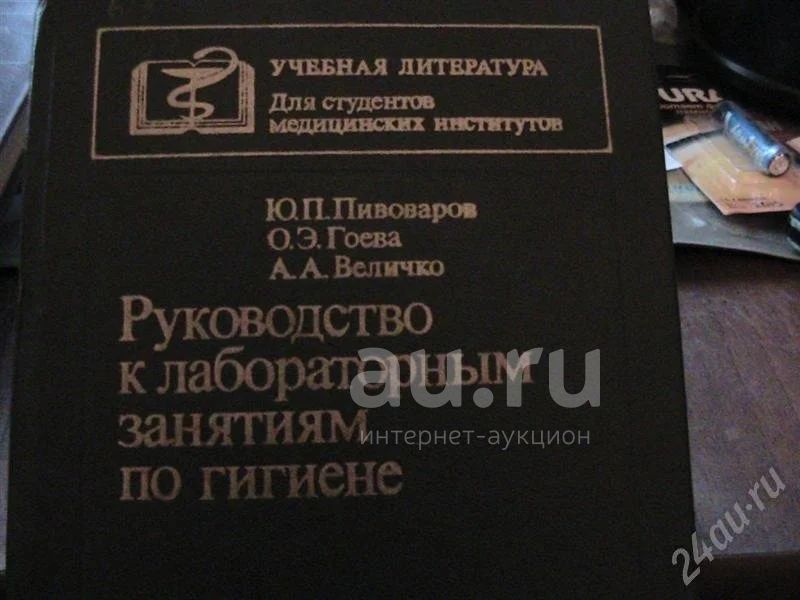 УЧЕБНАЯ ЛИТЕРАТУРА
Для студентов
медицинских институтов
Ю.П.Пивоваров
О.Э.Гоева
А.А.Величко
Руководство
к лабораторным
занятиям
по гигиене
au.ru
интернет-аукцион
24au.ru
URA